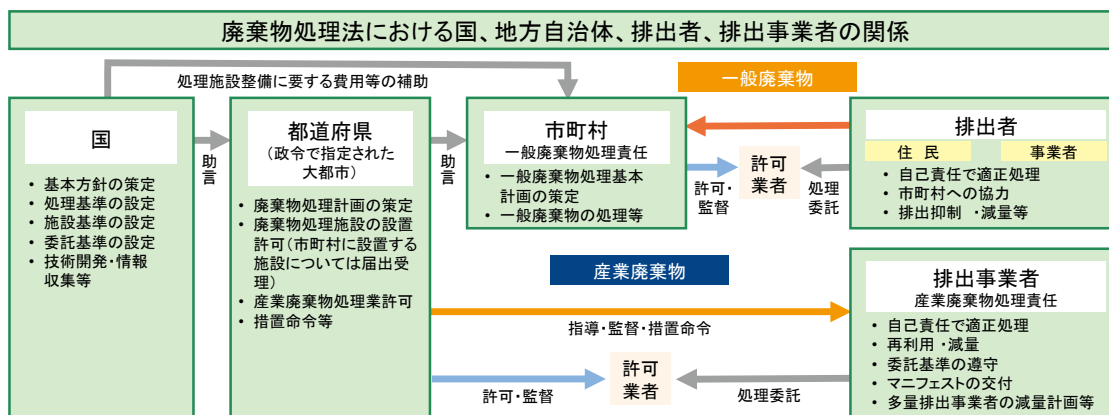 廃棄物処理法における国、地方自治体、排出者、排出事業者の関係
処理施設整備に要する費用等の補助
一般廃棄物
国
・基本方針の策定
・処理基準の設定
・施設基準の設定
・委託基準の設定
・技術開発・情報
収集等
助言
都道府県
（政令で指定された
大都市）
・廃棄物処理計画の策定
・廃棄物処理施設の設置
許可（市町村に設置する
施設については届出受
理）
・産業廃棄物処理業許可
・措置命令等
助言
市町村
一般廃棄物処理責任
・一般廃棄物処理基本
計画の策定
・一般廃棄物の処理等
許可・
監督
許可
業者
処理
委託
排出者
住 民
事業者
・自己責任で適正処理
・市町村への協力
・排出抑制 ・減量等
産業廃棄物
指導・監督・措置命令
許可・監督
許可
業者
処理委託
排出事業者
産業廃棄物処理責任
・自己責任で適正処理
・再利用 ・減量
・委託基準の遵守
・マニフェストの交付
・多量排出事業者の減量計画等